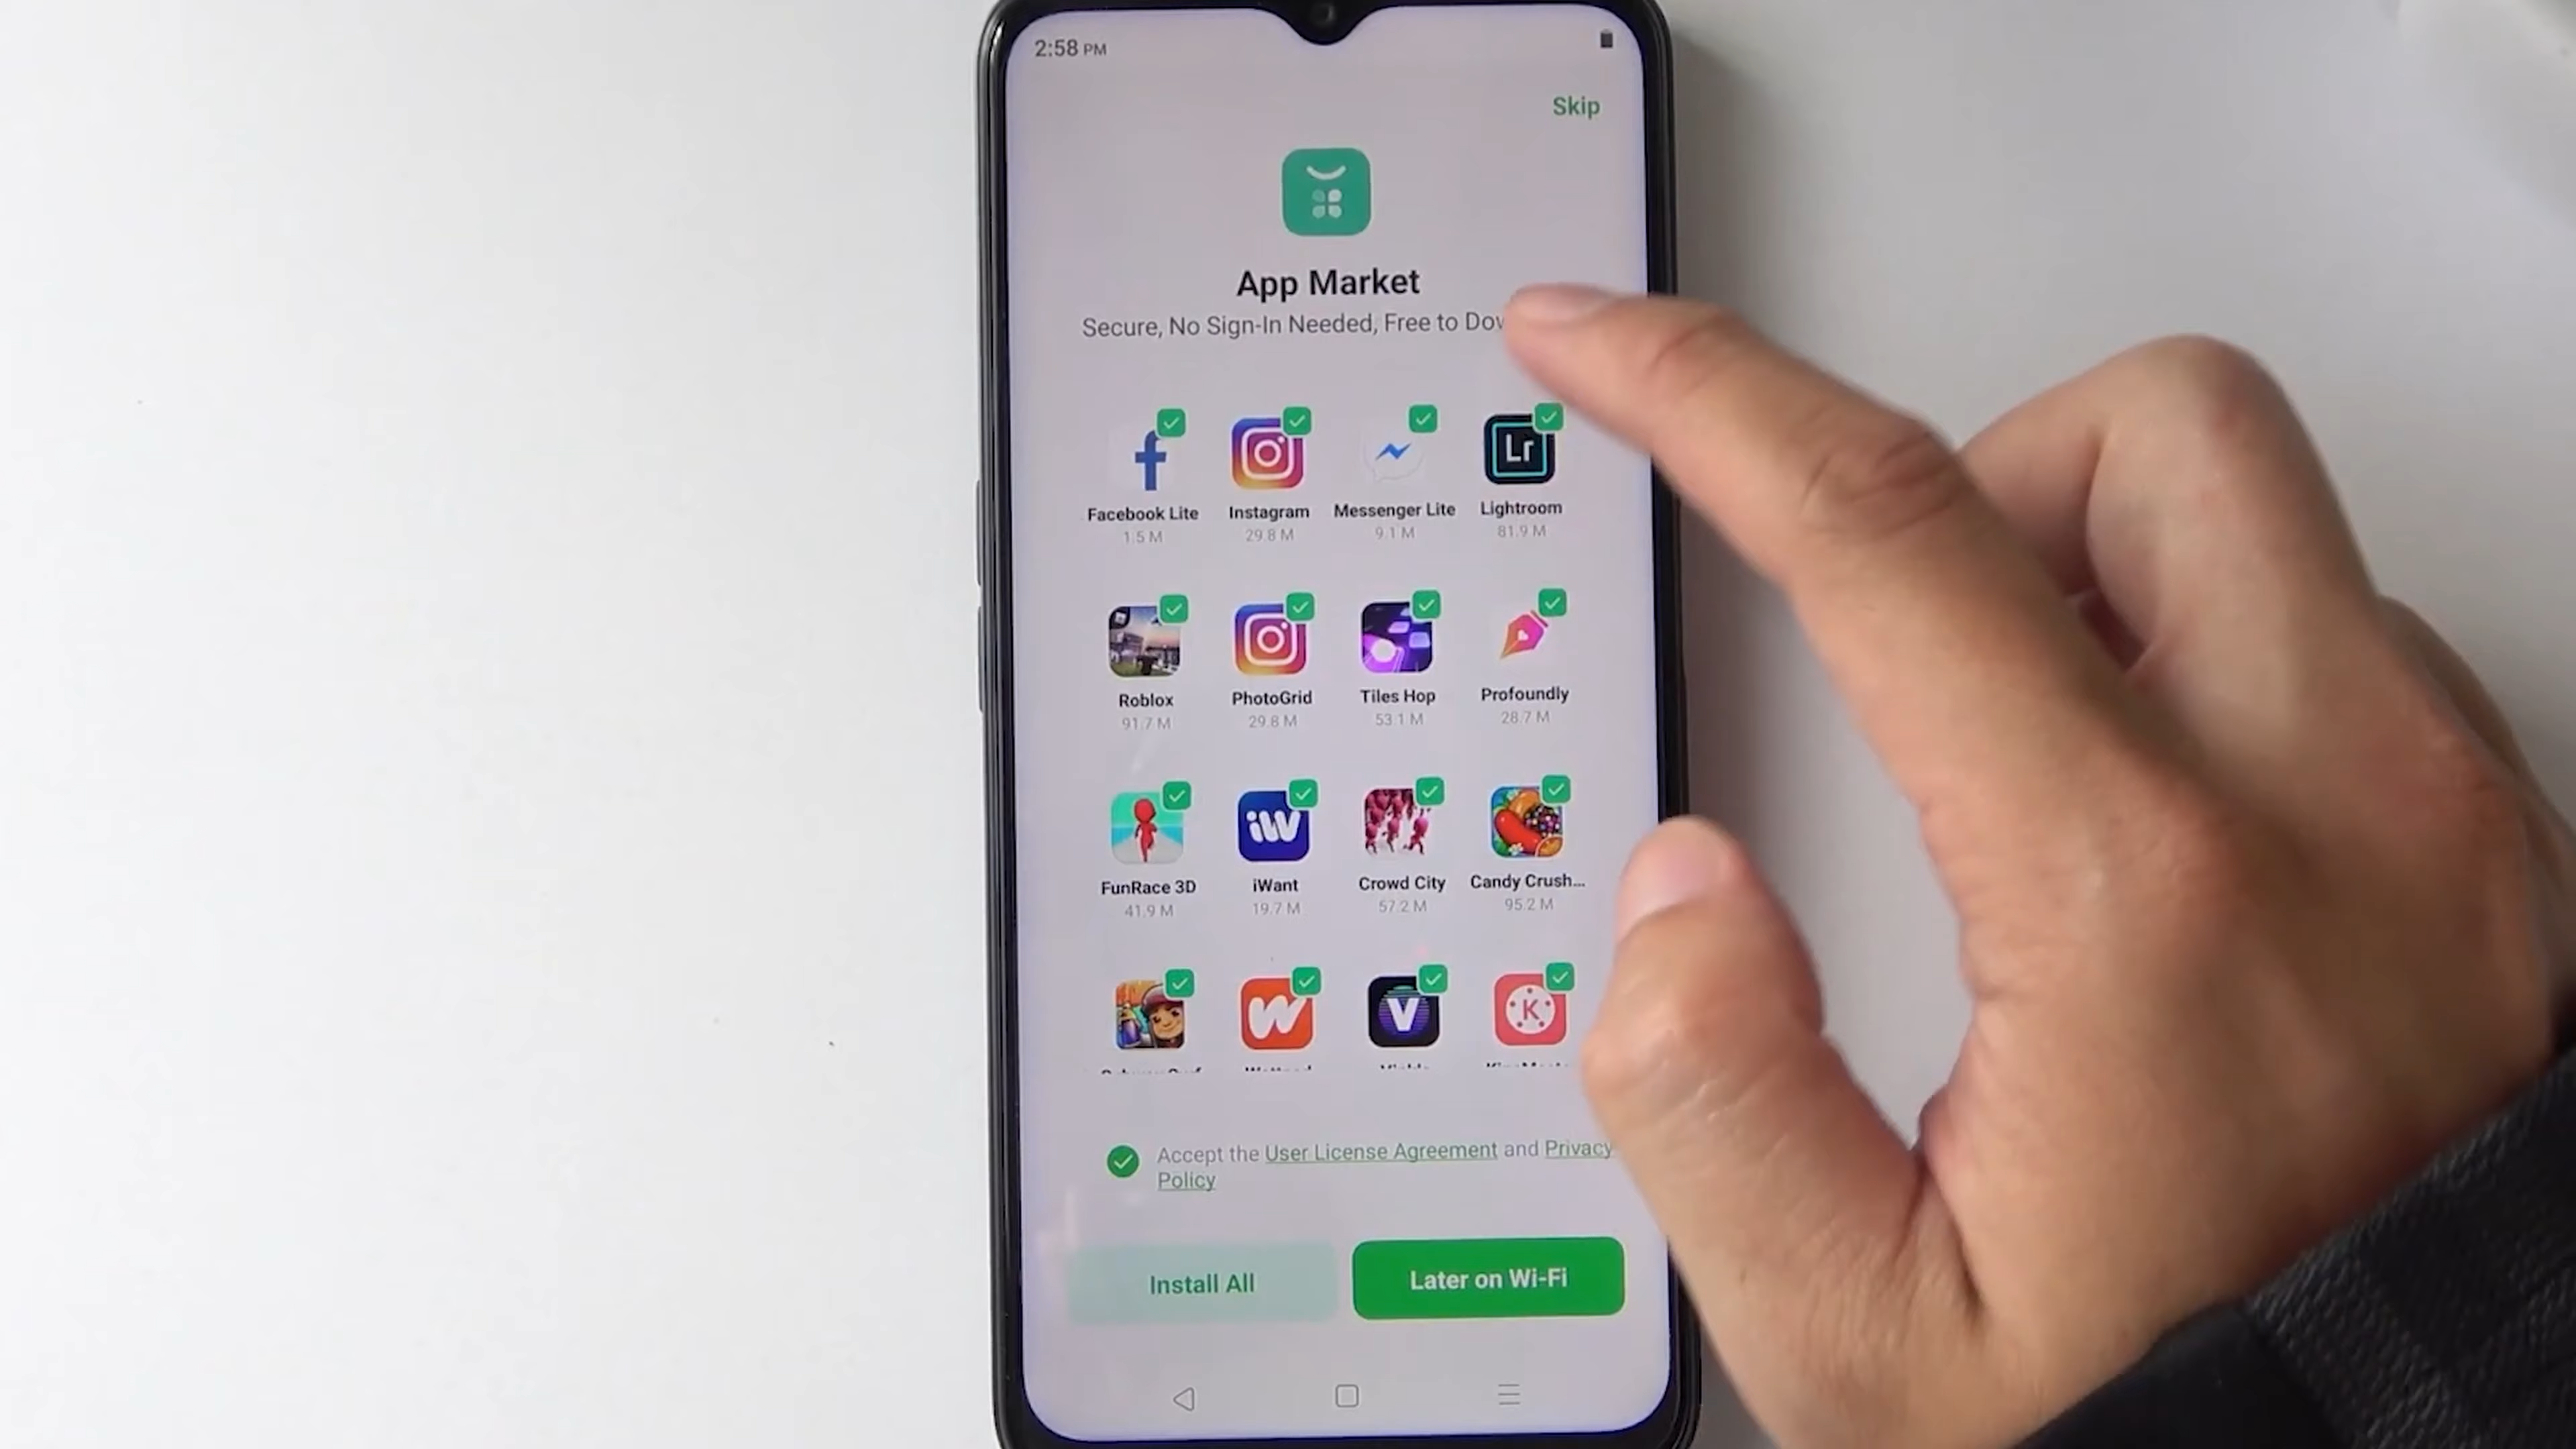 2:58 PM
Skip
App Market
Secure, No Sign-In Needed, Free to
Facebook Lite Instagram Messenger Lite Lightroom
1.5 M 29.8 M 9.1 M 81.9 M
Lr
Roblox PhotoGrid Tiles Hop Profoundly
91.7 M 29.8 M 53.1 M 28.7 M
iW
FunRace 3D iWant Crowd City Candy Crush...
41.9 M 19.7 M 57.2 M 95.2 M
V K
Accept the User License Agreement and Privacy
Policy
Install All Later on Wi-Fi